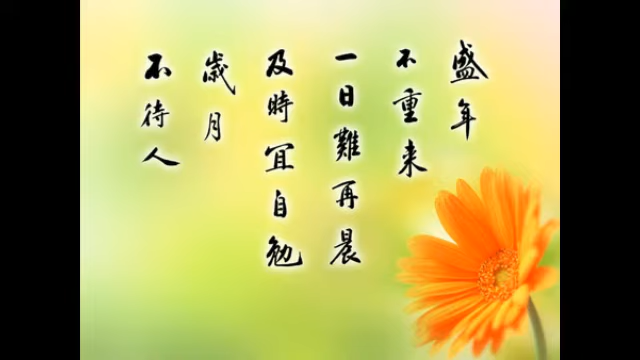 盛年
不重来
一日難再晨
及時宜自勉
歲月
不待人